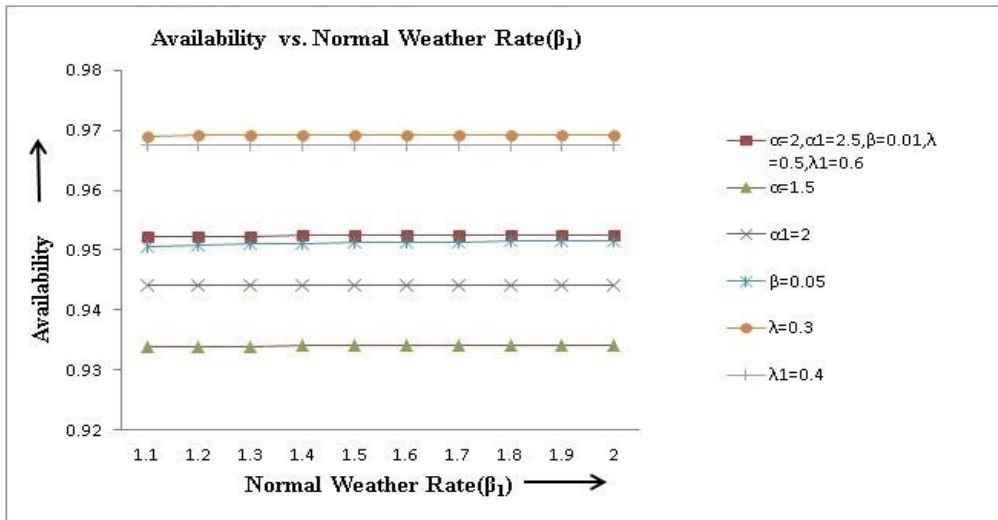 Availability vs. Normal Weather Rate(β₁)
0.98
0.97
0.96
0.95
0.94
0.93
0.92
Availability
1.1 1.2 1.3 1.4 1.5 1.6 1.7 1.8 1.9 2
Normal Weather Rate(β₁)
α=2,α1=2.5,β=0.01,λ
=0.5,λ1=0.6
α=1.5
α1=2
β=0.05
λ=0.3
λ1=0.4